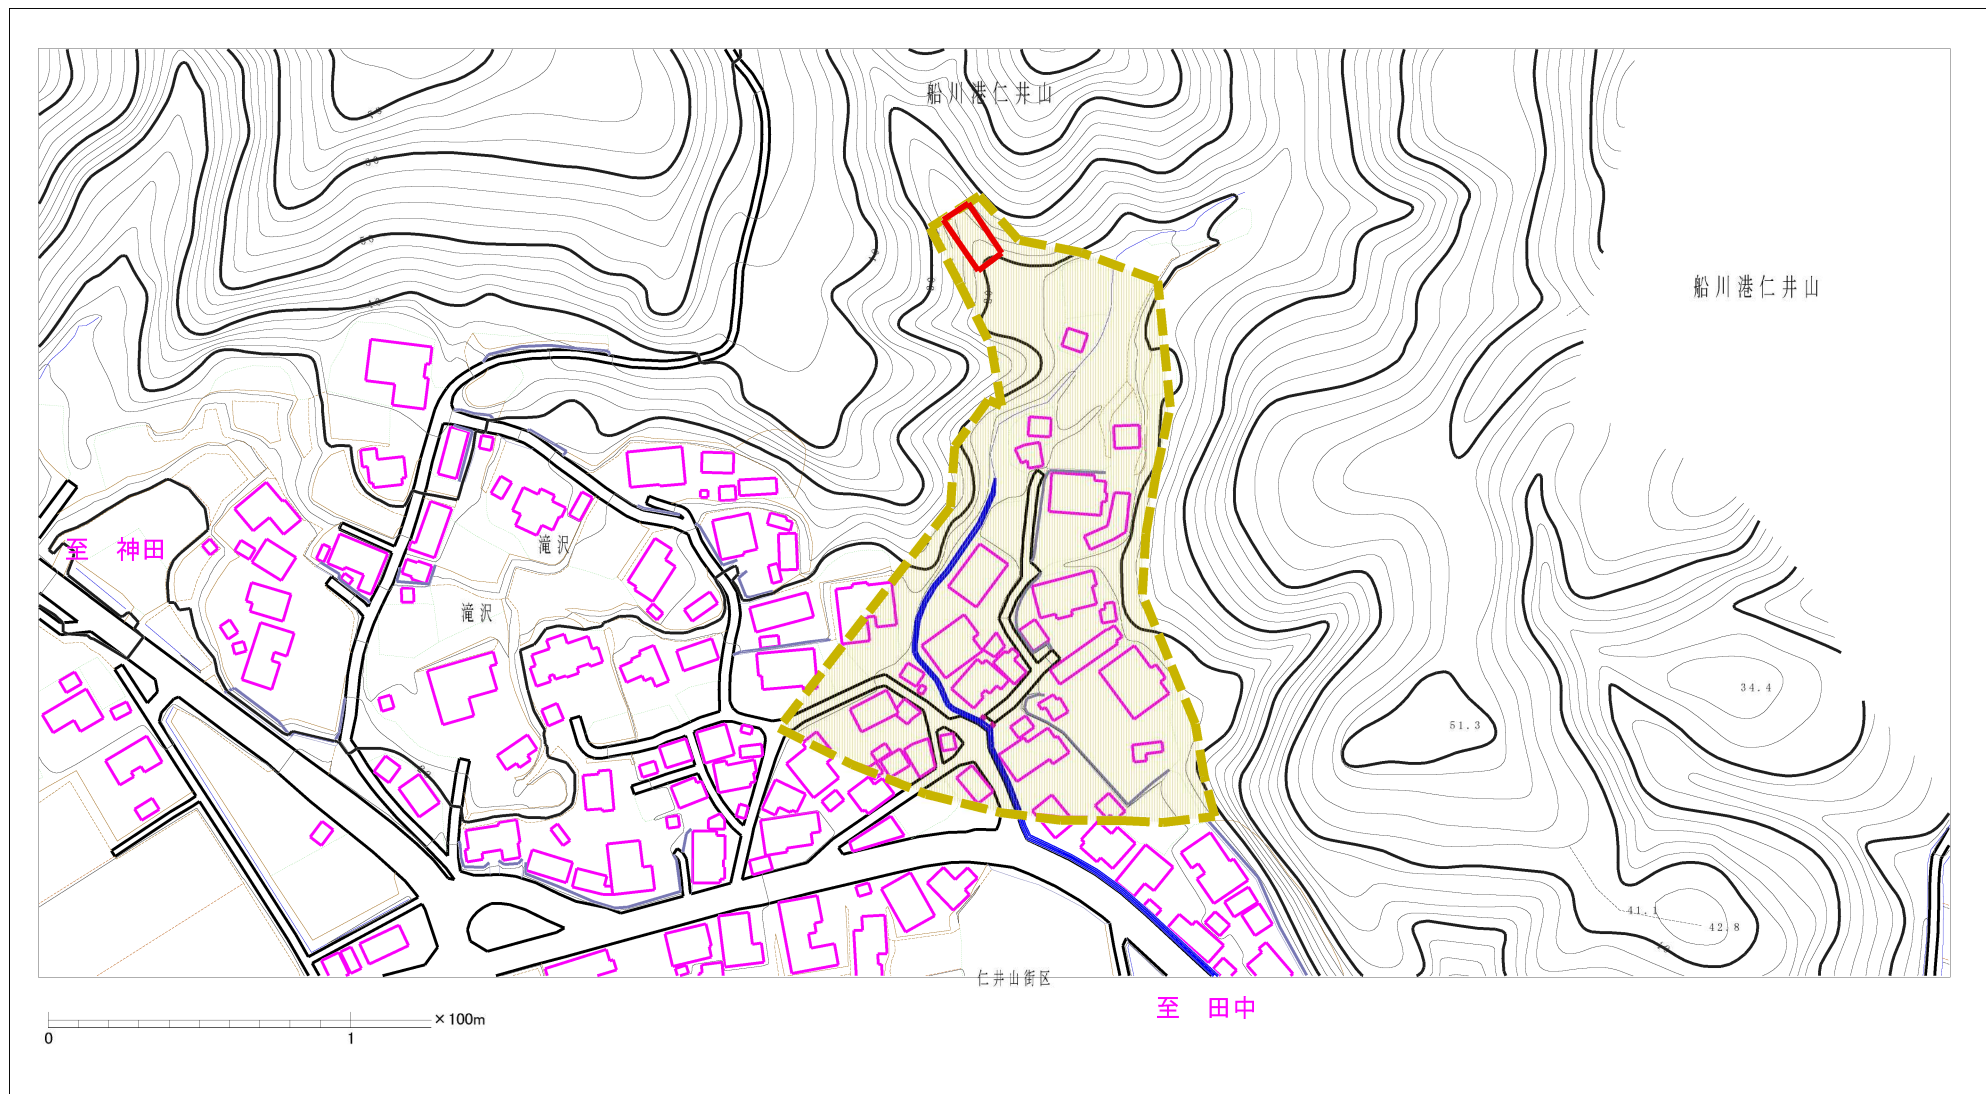 船川港仁井山
船川港仁井山
至　神田
滝沢
滝沢
34.4
51.3
41.1
42.8
仁井山街区
至　田中
×100m
0
1